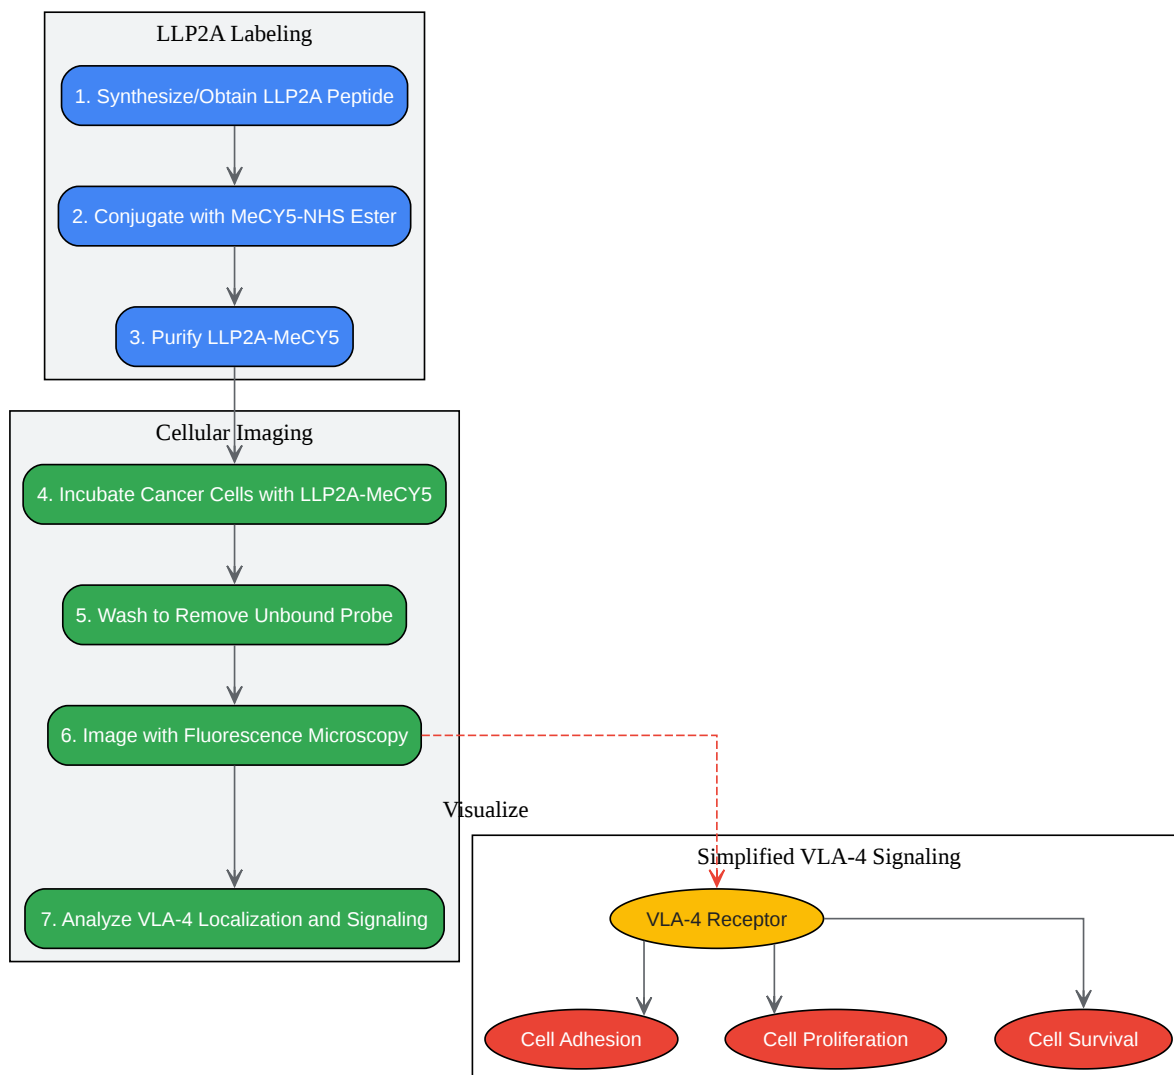 LLP2A Labeling
1. Synthesize/Obtain LLP2A Peptide
2. Conjugate with MeCY5-NHS Ester
3. Purify LLP2A-MeCY5
Cellular Imaging
4. Incubate Cancer Cells with LLP2A-MeCY5
5. Wash to Remove Unbound Probe
6. Image with Fluorescence Microscopy
Visualize
7. Analyze VLA-4 Localization and Signaling
Simplified VLA-4 Signaling
VLA-4 Receptor
Cell Adhesion
Cell Proliferation
Cell Survival